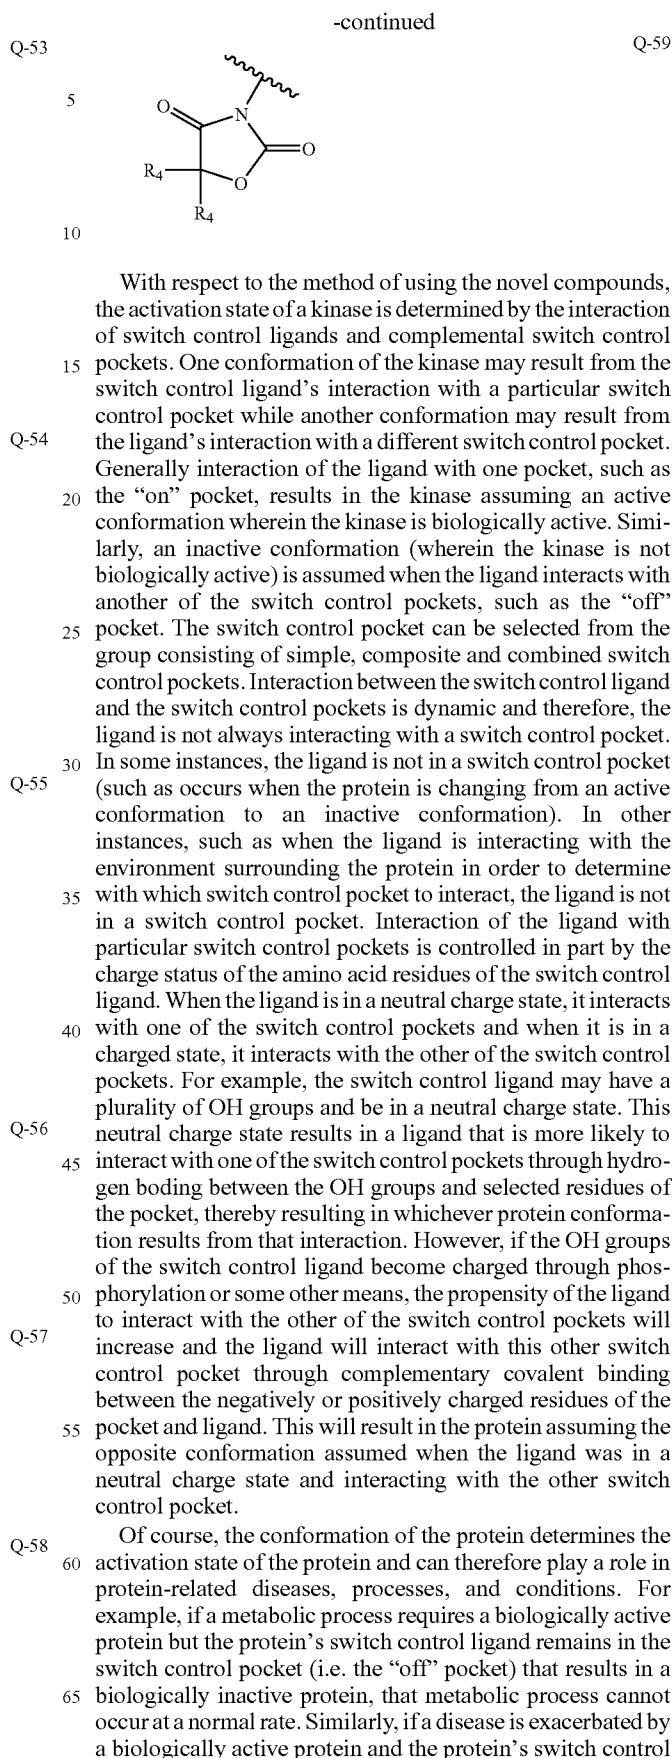 -continued
Q-53
Q-59
5
O
N
O
R4
O
R4
10
With respect to the method of using the novel compounds,
the activation state of a kinase is determined by the interaction
of switch control ligands and complemental switch control
15 pockets. One conformation of the kinase may result from the
switch control ligand's interaction with a particular switch
control pocket while another conformation may result from
Q-54 the ligand's interaction with a different switch control pocket.
Generally interaction of the ligand with one pocket, such as
20 the “on” pocket, results in the kinase assuming an active
conformation wherein the kinase is biologically active. Simi-
larly, an inactive conformation (wherein the kinase is not
biologically active) is assumed when the ligand interacts with
another of the switch control pockets, such as the “off”
25 pocket. The switch control pocket can be selected from the
group consisting of simple, composite and combined switch
control pockets. Interaction between the switch control ligand
and the switch control pockets is dynamic and therefore, the
ligand is not always interacting with a switch control pocket.
30 In some instances, the ligand is not in a switch control pocket
Q-55 (such as occurs when the protein is changing from an active
conformation to an inactive conformation). In other
instances, such as when the ligand is interacting with the
environment surrounding the protein in order to determine
35 with which switch control pocket to interact, the ligand is not
in a switch control pocket. Interaction of the ligand with
particular switch control pockets is controlled in part by the
charge status of the amino acid residues of the switch control
ligand. When the ligand is in a neutral charge state, it interacts
40 with one of the switch control pockets and when it is in a
charged state, it interacts with the other of the switch control
pockets. For example, the switch control ligand may have a
plurality of OH groups and be in a neutral charge state. This
Q-56 neutral charge state results in a ligand that is more likely to
45 interact with one of the switch control pockets through hydro-
gen boding between the OH groups and selected residues of
the pocket, thereby resulting in whichever protein conforma-
tion results from that interaction. However, if the OH groups
of the switch control ligand become charged through phos-
50 phorylation or some other means, the propensity of the ligand
to interact with the other of the switch control pockets will
Q-57 increase and the ligand will interact with this other switch
control pocket through complementary covalent binding
between the negatively or positively charged residues of the
55 pocket and ligand. This will result in the protein assuming the
opposite conformation assumed when the ligand was in a
neutral charge state and interacting with the other switch
control pocket.
Q-58 Of course, the conformation of the protein determines the
60 activation state of the protein and can therefore play a role in
protein-related diseases, processes, and conditions. For
example, if a metabolic process requires a biologically active
protein but the protein's switch control ligand remains in the
switch control pocket (i.e. the “off” pocket) that results in a
65 biologically inactive protein, that metabolic process cannot
occur at a normal rate. Similarly, if a disease is exacerbated by
a biologically active protein and the protein's switch control